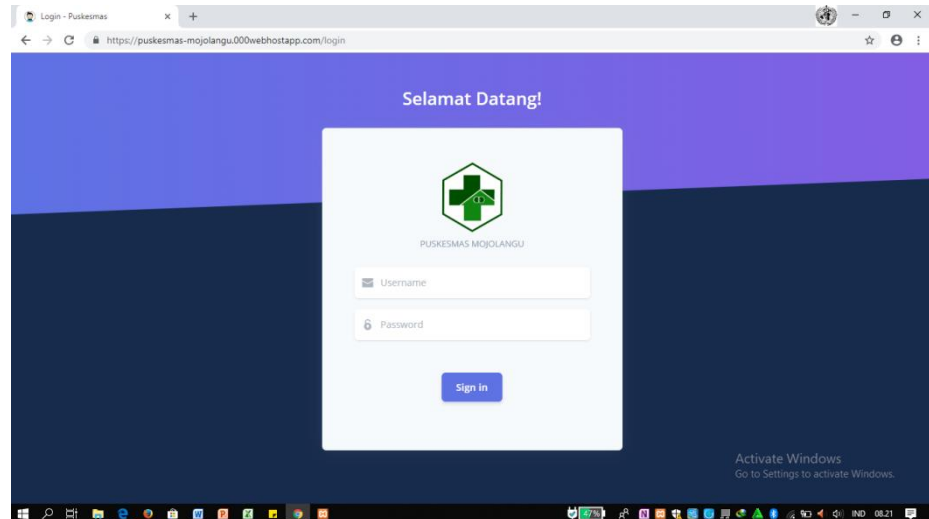 Login - Puskesmas
https://puskesmas-mojolangu.000webhostapp.com/login
Selamat Datang!
PUSKESMAS MOJOLANGU
Username
Password
Sign in
Activate Windows
Go to Settings to activate Windows.
47%
IND 08.21